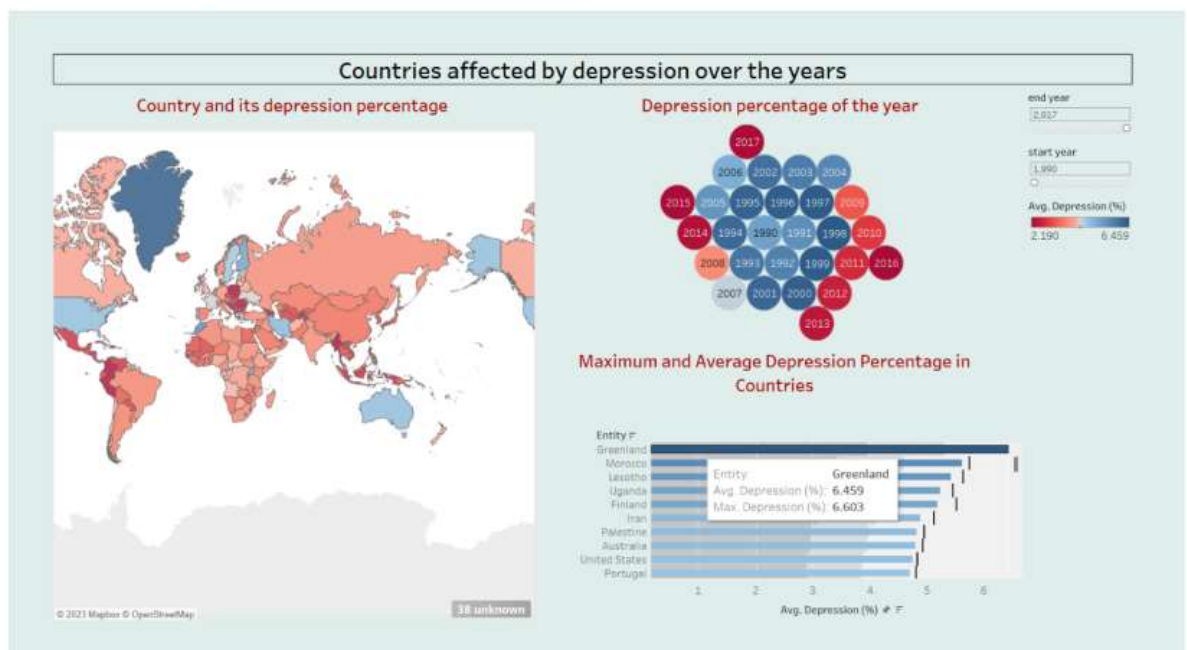 Countries affected by depression over the years
Country and its depression percentage
© 2023 Mapbox © OpenStreetMap
38 unknown
Depression percentage of the year
2017
2006 2002 2003 2004
2015 2005 1995 1996 1997 2009
2014 1994 1990 1991 1998 2010
2008 1993 1992 1999 2011 2016
2007 2001 2000 2012
2013
end year
2,017
start year
1,990
Avg. Depression (%)
2.190 6.459
Maximum and Average Depression Percentage in
Countries
Entity
Greenland
Morocco
Lesotho
Uganda
Finland
Iran
Palestine
Australia
United States
Portugal
Entity Greenland
Avg. Depression (%): 6.459
Max. Depression (%): 6.603
1 2 3 4 5 6
Avg. Depression (%)